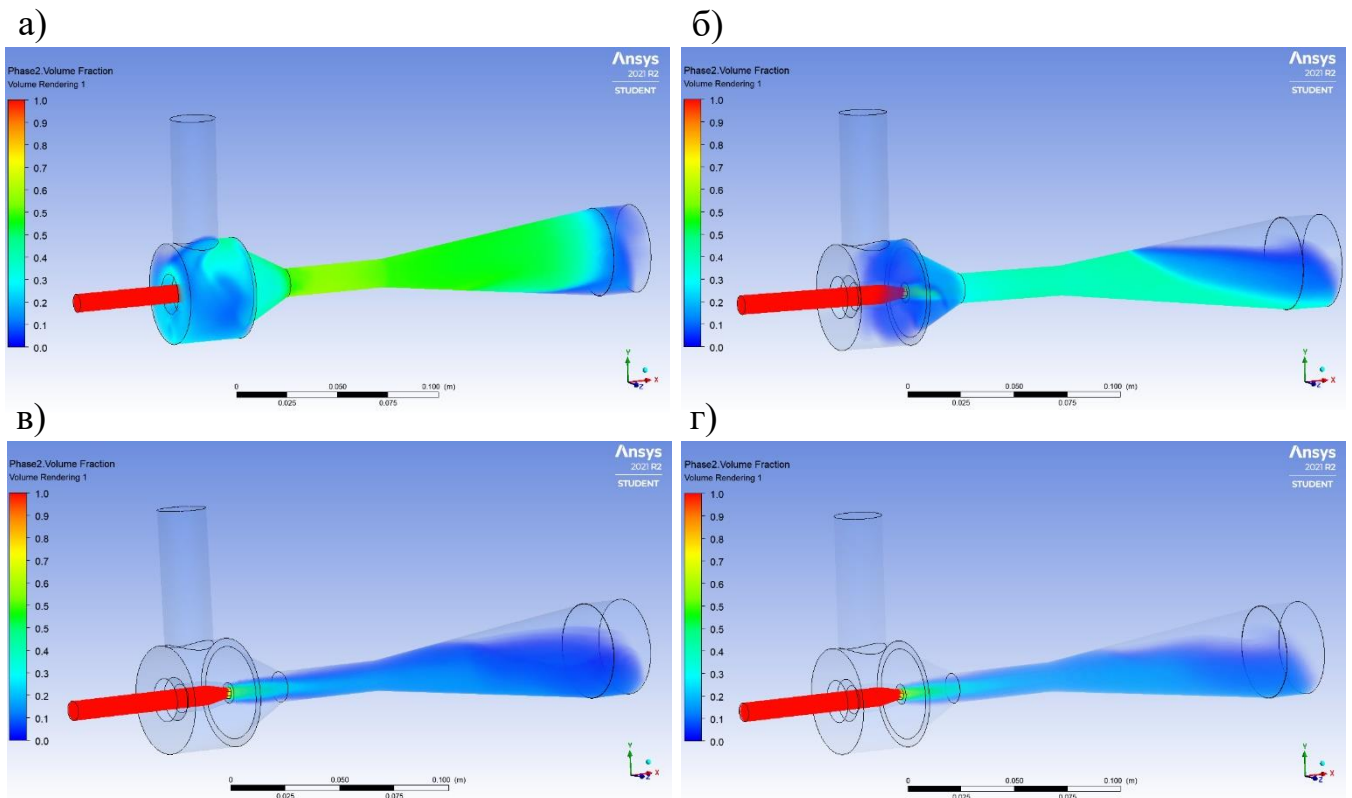 а)
б)
Phase2.Volume Fraction
Volume Rendering 1
1.0
0.9
0.8
0.7
0.6
0.5
0.4
0.3
0.2
0.1
0.0
Ansys
2021 R2
STUDENT
0 0.050 0.100 (m)
0.025 0.075
Y
X
Z
Phase2.Volume Fraction
Volume Rendering 1
1.0
0.9
0.8
0.7
0.6
0.5
0.4
0.3
0.2
0.1
0.0
Ansys
2021 R2
STUDENT
0 0.050 0.100 (m)
0.025 0.075
Y
X
Z
в)
г)
Phase2.Volume Fraction
Volume Rendering 1
1.0
0.9
0.8
0.7
0.6
0.5
0.4
0.3
0.2
0.1
0.0
Ansys
2021 R2
STUDENT
0 0.050 0.100 (m)
0.025 0.075
Y
X
Z
Phase2.Volume Fraction
Volume Rendering 1
1.0
0.9
0.8
0.7
0.6
0.5
0.4
0.3
0.2
0.1
0.0
Ansys
2021 R2
STUDENT
0 0.050 0.100 (m)
0.025 0.075
Y
X
Z